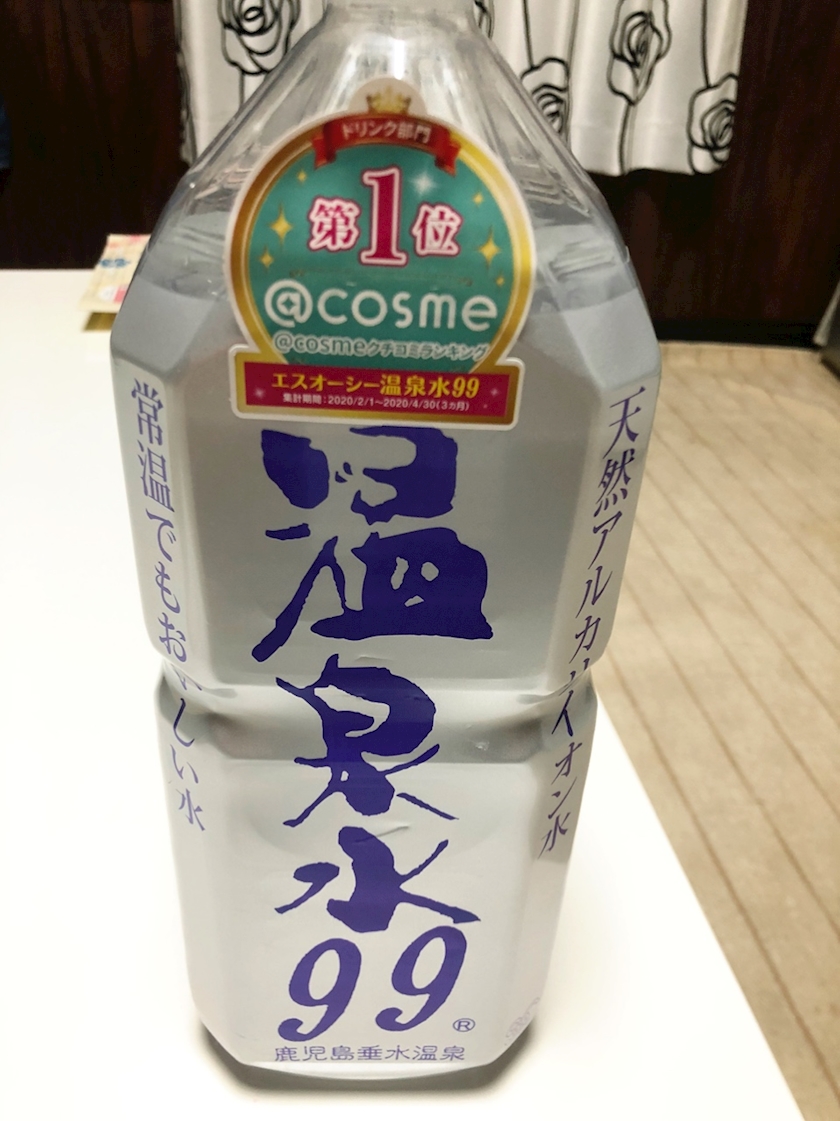 ドリンク部門
第1位
@cosme
@cosmeクチコミランキング
エスオーシー温泉水99
集計期間:2020/2/1〜2020/4/30(3ヵ月)
常温でもおいしい水
天然アルカリイオン水
温泉水
99
®
鹿児島垂水温泉